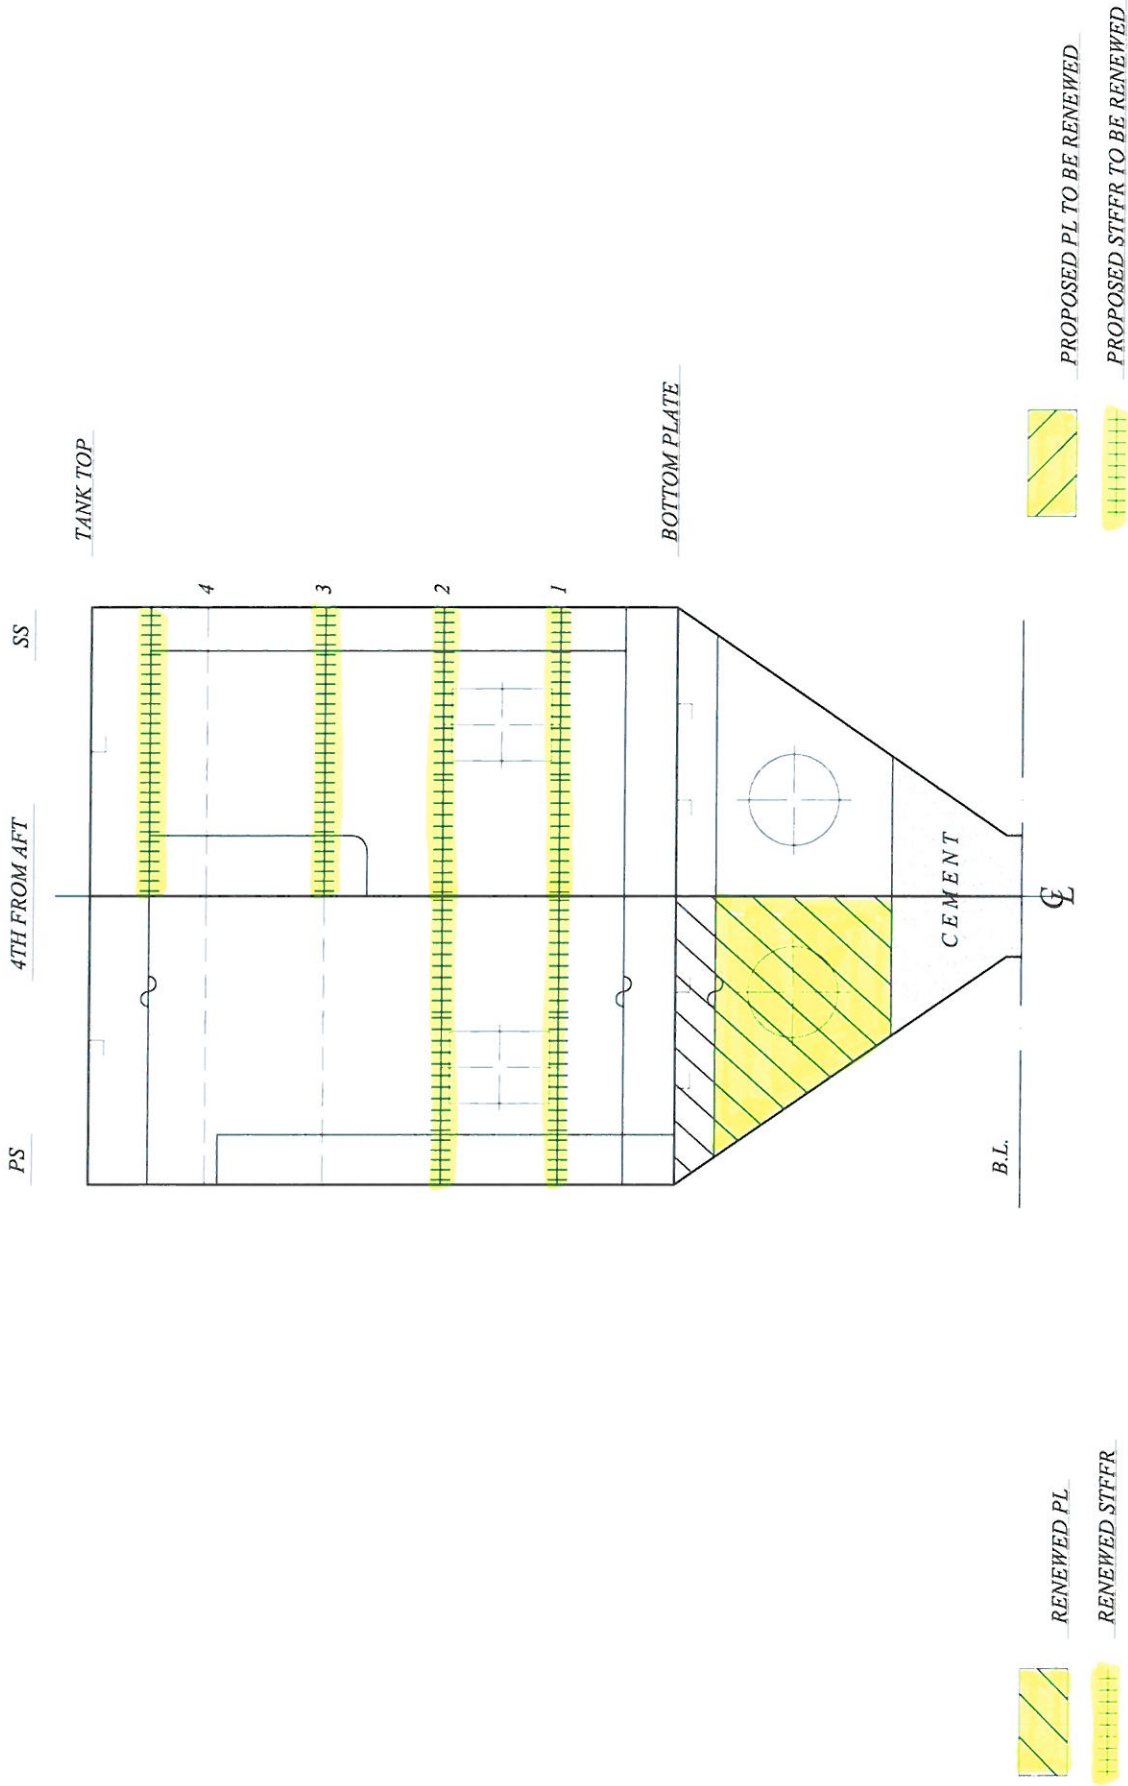 PS
4TH FROM AFT
SS
TANK TOP
4
3
2
1
BOTTOM PLATE
CEMENT
B.L.
CL
RENEWED PL
RENEWED STFFR
PROPOSED PL TO BE RENEWED
PROPOSED STFFR TO BE RENEWED